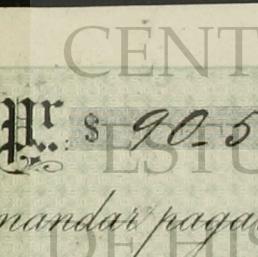 CENT
Pr $ 90-5
ESTU
mandar paga
DE HIS